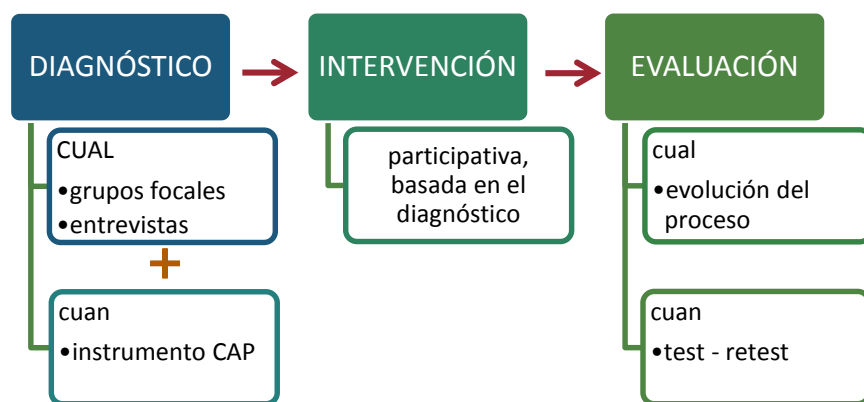 DIAGNÓSTICO
CUAL
•grupos focales
•entrevistas
+
cuan
•instrumento CAP
INTERVENCIÓN
participativa,
basada en el
diagnóstico
EVALUACIÓN
cual
•evolución del
proceso
cuan
•test - retest